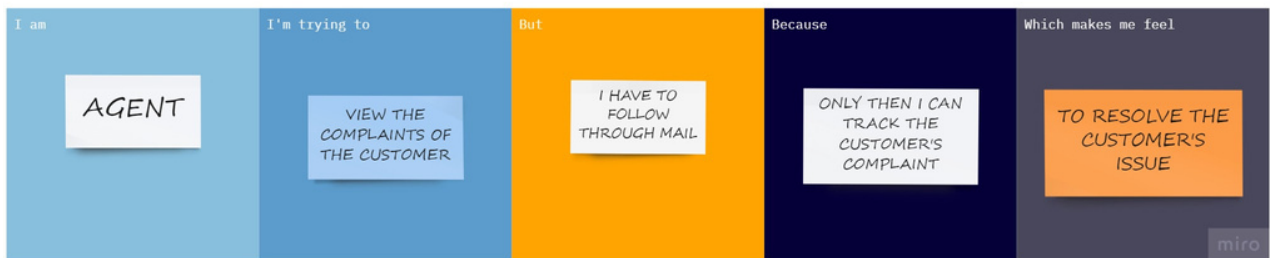 I am
AGENT
I'm trying to
VIEW THE
COMPLAINTS OF
THE CUSTOMER
But
I HAVE TO
FOLLOW
THROUGH MAIL
Because
ONLY THEN I CAN
TRACK THE
CUSTOMER'S
COMPLAINT
Which makes me feel
TO RESOLVE THE
CUSTOMER'S
ISSUE
miro